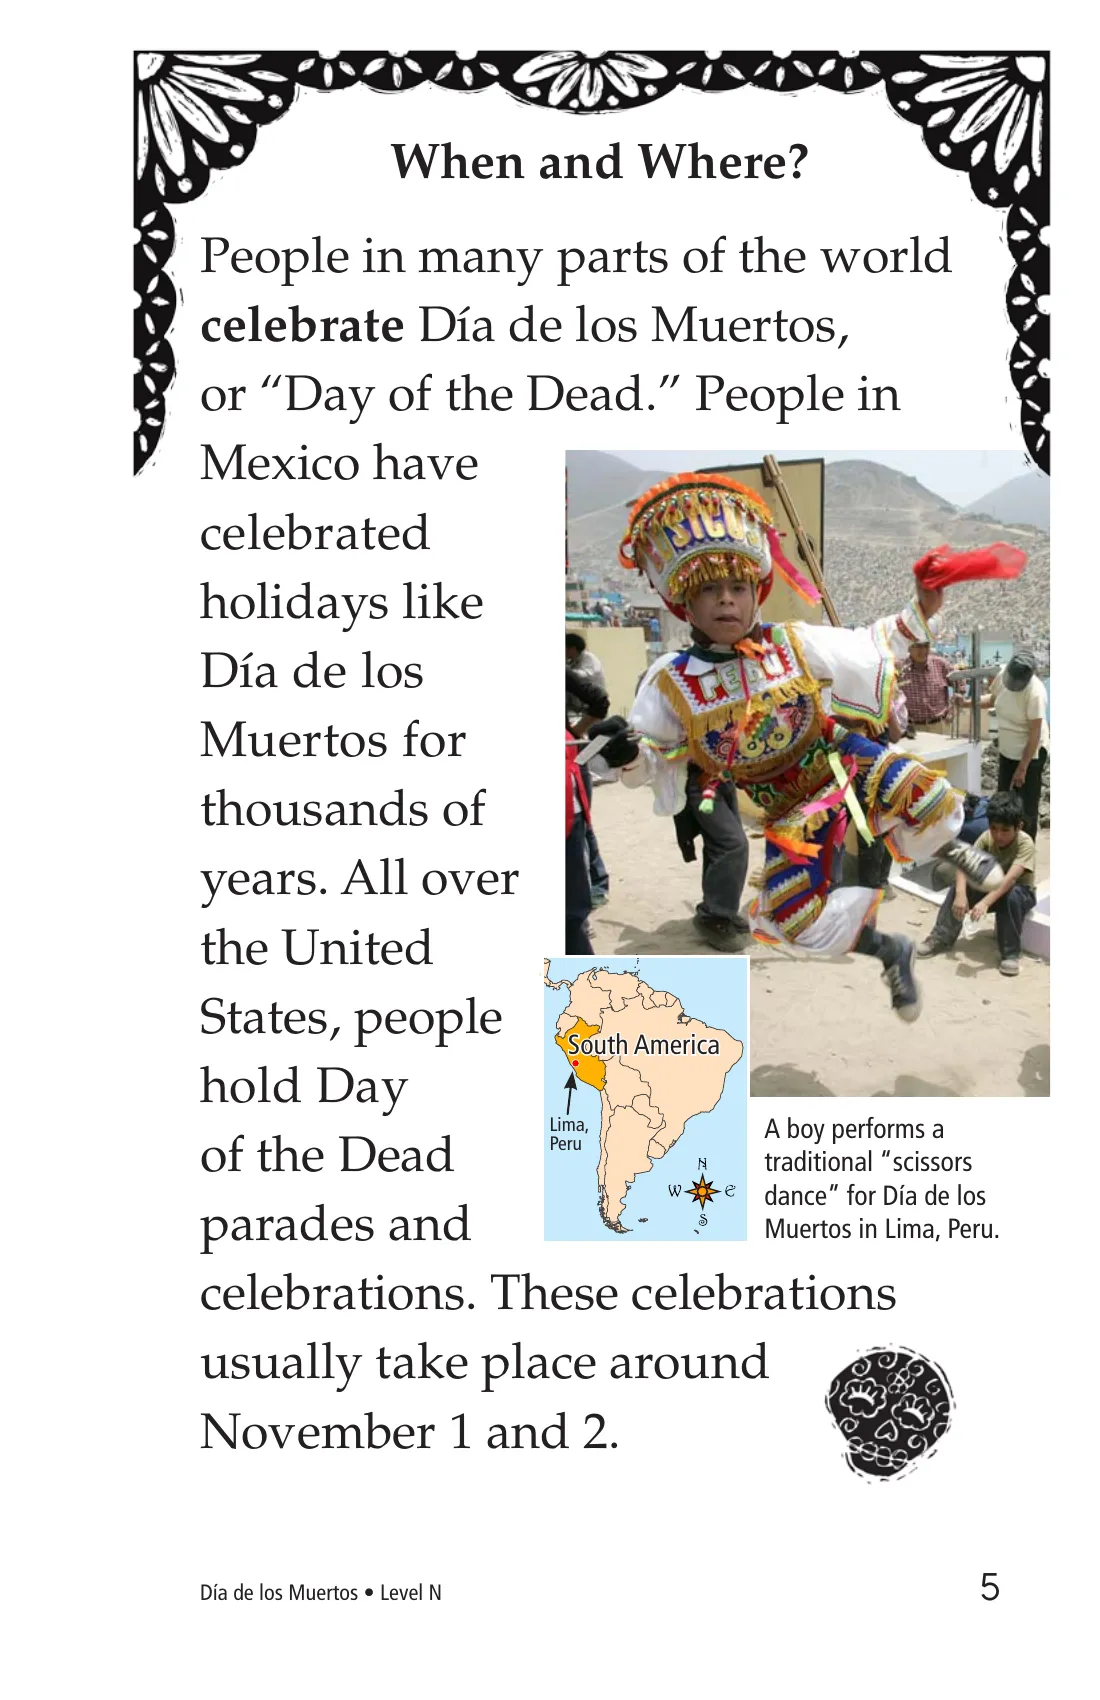 When and Where?
People in many parts of the world
celebrate Día de los Muertos,
or “Day of the Dead.” People in
Mexico have
celebrated
holidays like
Día de los
Muertos for
thousands of
years. All over
the United
States, people
hold Day
of the Dead
parades and
celebrations. These celebrations
usually take place around
November 1 and 2.
PERU
South America
Lima,
Peru
N
W E
S
A boy performs a
traditional “scissors
dance” for Día de los
Muertos in Lima, Peru.
Día de los Muertos • Level N
5